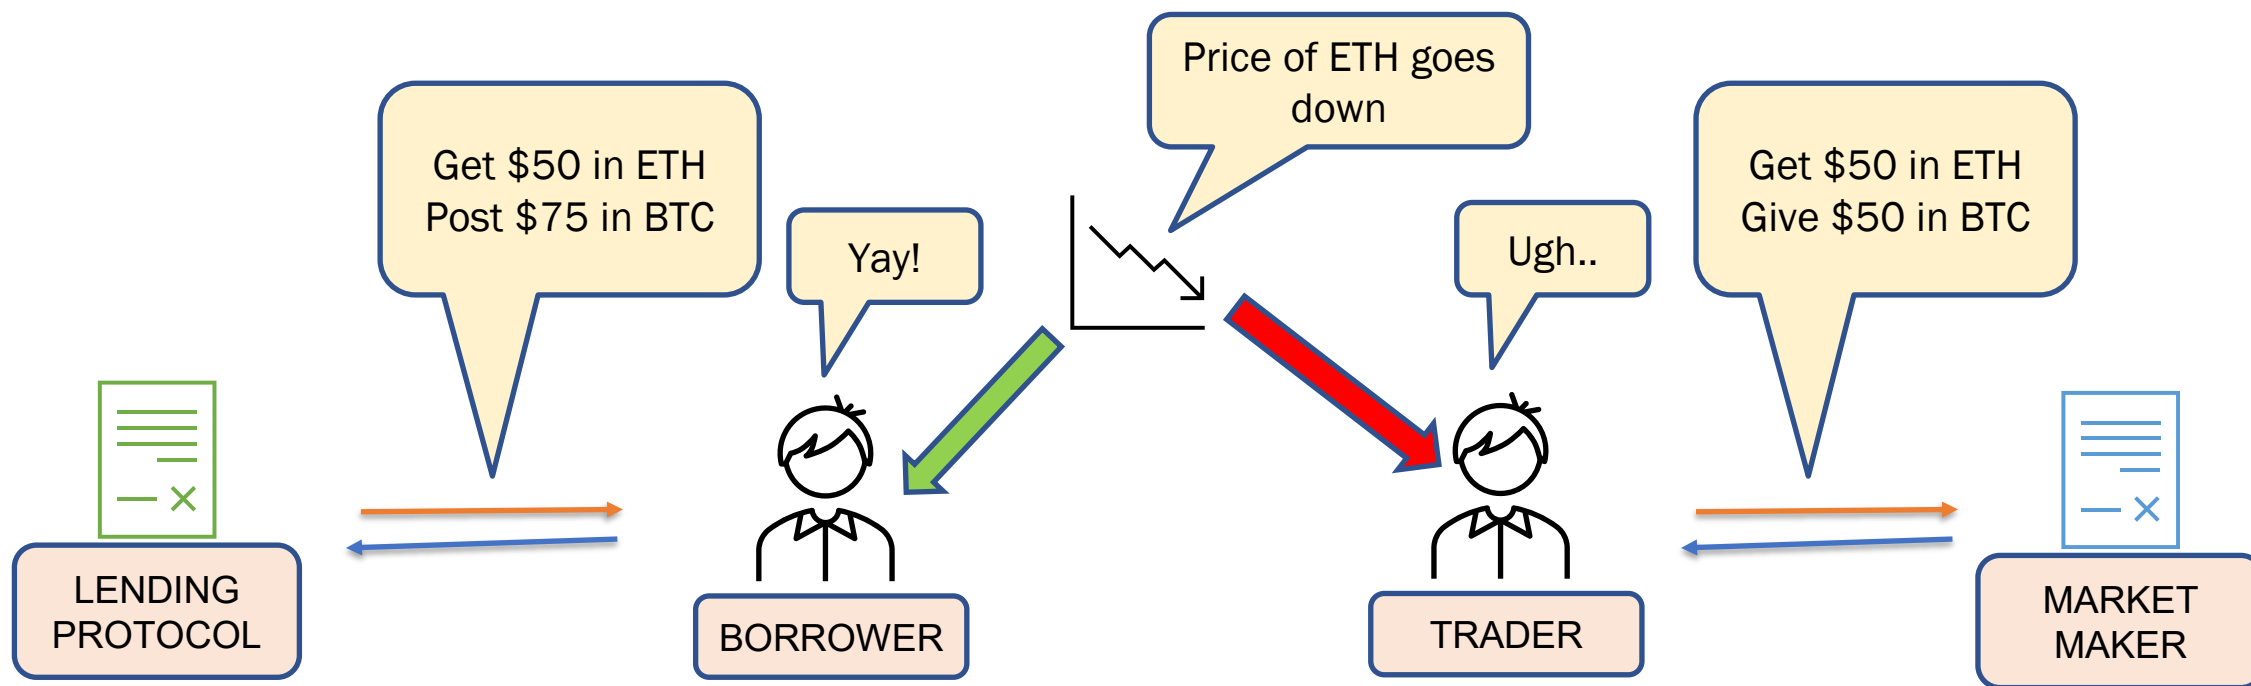 Price of ETH goes
down
Get $50 in ETH
Post $75 in BTC
Yay!
Ugh..
Get $50 in ETH
Give $50 in BTC
LENDING
PROTOCOL
BORROWER
TRADER
MARKET
MAKER